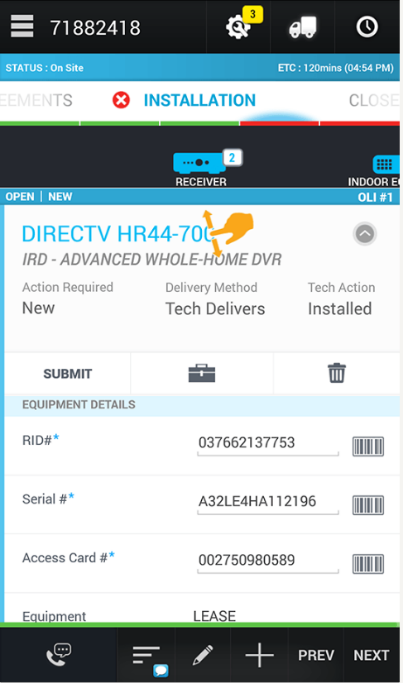 71882418
3
STATUS : On Site
ETC : 120mins (04:54 PM)
EEMENTS
INSTALLATION
CLOSE
2
RECEIVER
INDOOR E
OPEN | NEW
OLI #1
DIRECTV HR44-70
IRD - ADVANCED WHOLE-HOME DVR
Action Required
Delivery Method
Tech Action
New
Tech Delivers
Installed
SUBMIT
EQUIPMENT DETAILS
RID#*
037662137753
Serial #*
A32LE4HA112196
Access Card #*
002750980589
Equipment
LEASE
PREV
NEXT